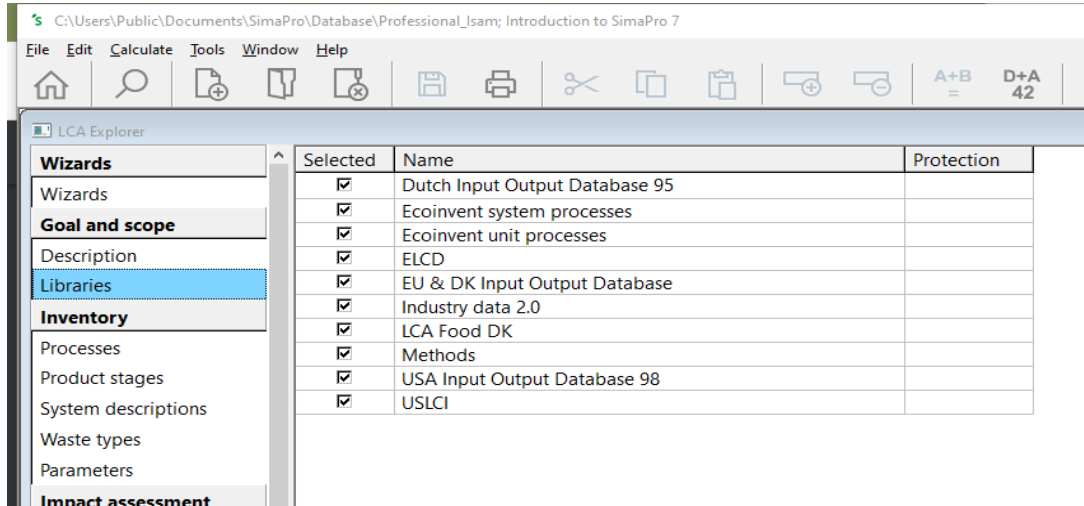 C:\Users\Public\Documents\SimaPro\Database\Professional_Isam; Introduction to SimaPro 7
File Edit Calculate Tools Window Help
A+B
=
D+A
42
LCA Explorer
Wizards
Wizards
Goal and scope
Description
Libraries
Inventory
Processes
Product stages
System descriptions
Waste types
Parameters
Impact assessment
Selected Name Protection
Dutch Input Output Database 95
Ecoinvent system processes
Ecoinvent unit processes
ELCD
EU & DK Input Output Database
Industry data 2.0
LCA Food DK
Methods
USA Input Output Database 98
USLCI